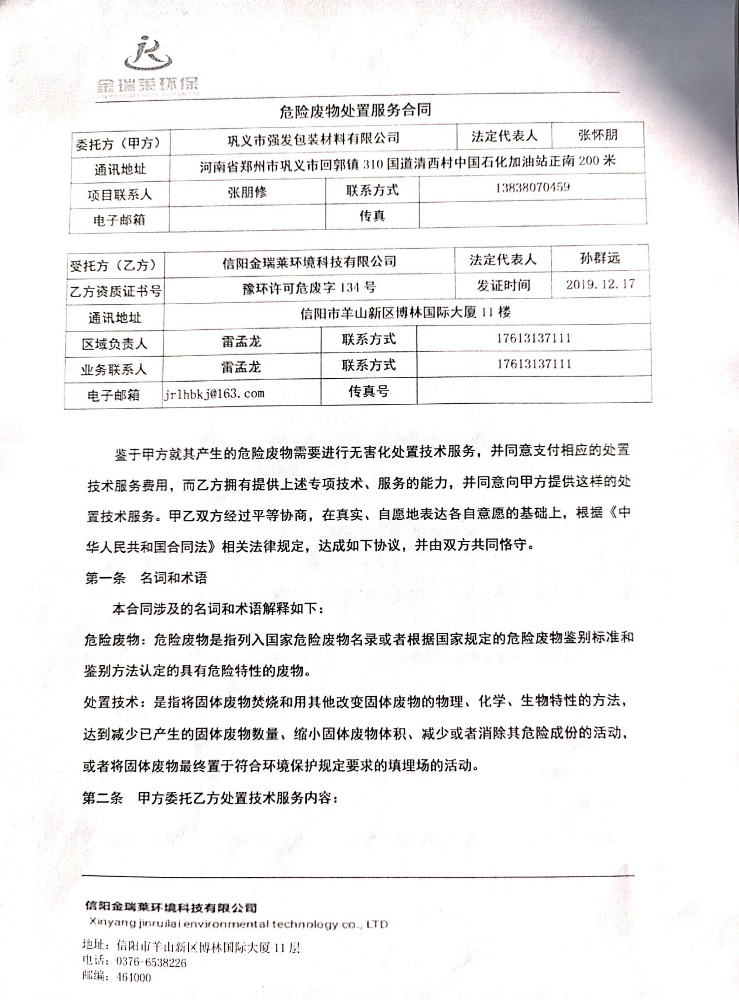 金瑞莱环保
危险废物处置服务合同
委托方（甲方） 巩义市强发包装材料有限公司 法定代表人 张怀朋
通讯地址 河南省郑州市巩义市回郭镇 310 国道清西村中国石化加油站正南 200 米
项目联系人 张朋修 联系方式 13838070459
电子邮箱 传真
受托方（乙方） 信阳金瑞莱环境科技有限公司 法定代表人 孙群远
乙方资质证书号 豫环许可危废字 134 号 发证时间 2019.12.17
通讯地址 信阳市羊山新区博林国际大厦 11 楼
区域负责人 雷孟龙 联系方式 17613137111
业务联系人 雷孟龙 联系方式 17613137111
电子邮箱 jrlhbkj@163.com 传真号
鉴于甲方就其产生的危险废物需要进行无害化处置技术服务，并同意支付相应的处置
技术服务费用，而乙方拥有提供上述专项技术、服务的能力，并同意向甲方提供这样的处
置技术服务。甲乙双方经过平等协商，在真实、自愿地表达各自意愿的基础上，根据《中
华人民共和国合同法》相关法律规定，达成如下协议，并由双方共同恪守。
第一条 名词和术语
本合同涉及的名词和术语解释如下：
危险废物：危险废物是指列入国家危险废物名录或者根据国家规定的危险废物鉴别标准和
鉴别方法认定的具有危险特性的废物。
处置技术：是指将固体废物焚烧和用其他改变固体废物的物理、化学、生物特性的方法，
达到减少已产生的固体废物数量、缩小固体废物体积、减少或者消除其危险成份的活动，
或者将固体废物最终置于符合环境保护规定要求的填埋场的活动。
第二条 甲方委托乙方处置技术服务内容：
信阳金瑞莱环境科技有限公司
Xinyang jinruilai environmental technology co., LTD
地址：信阳市羊山新区博林国际大厦 11 层
电话：0376-6538226
邮编：461000